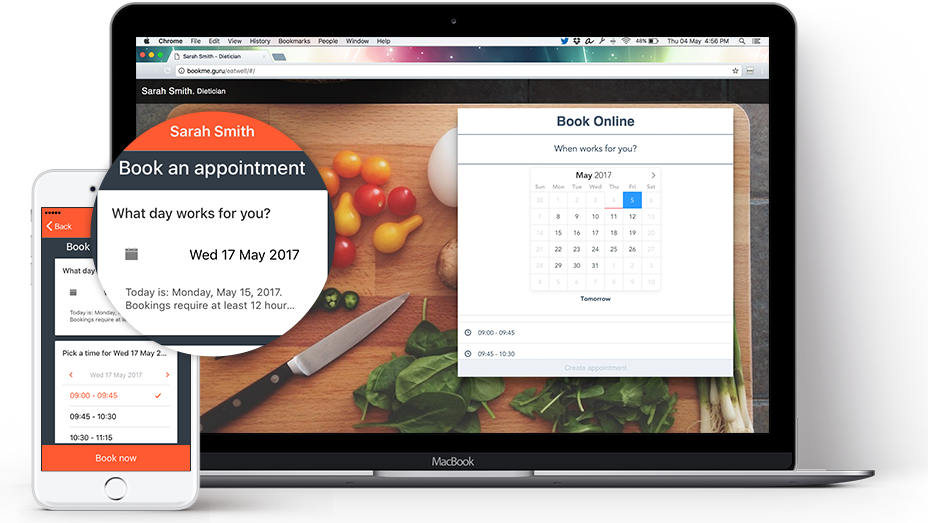 Chrome File Edit View History Bookmarks People Window Help
48% Thu 04 May 4:56 PM
Sarah Smith - Dietician
bookme.guru/eatwell/#/
Sarah Smith. Dietician
Book Online
When works for you?
May 2017
Sun Mon Tue Wed Thu Fri Sat
30 1 2 3 4 5 6
7 8 9 10 11 12 13
14 15 16 17 18 19 20
21 22 23 24 25 26 27
28 29 30 31 1 2 3
4 5 6 7 8 9 10
Tomorrow
09:00 - 09:45
09:45 - 10:30
Create appointment
MacBook
Sarah Smith
Book an appointment
What day works for you?
Wed 17 May 2017
Today is: Monday, May 15, 2017.
Bookings require at least 12 hour...
Back
Book
What day
Today is: Monday, Ma
Bookings require at le
Pick a time for Wed 17 May 2...
Wed 17 May 2017
09:00 - 09:45
09:45 - 10:30
10:30 - 11:15
Book now